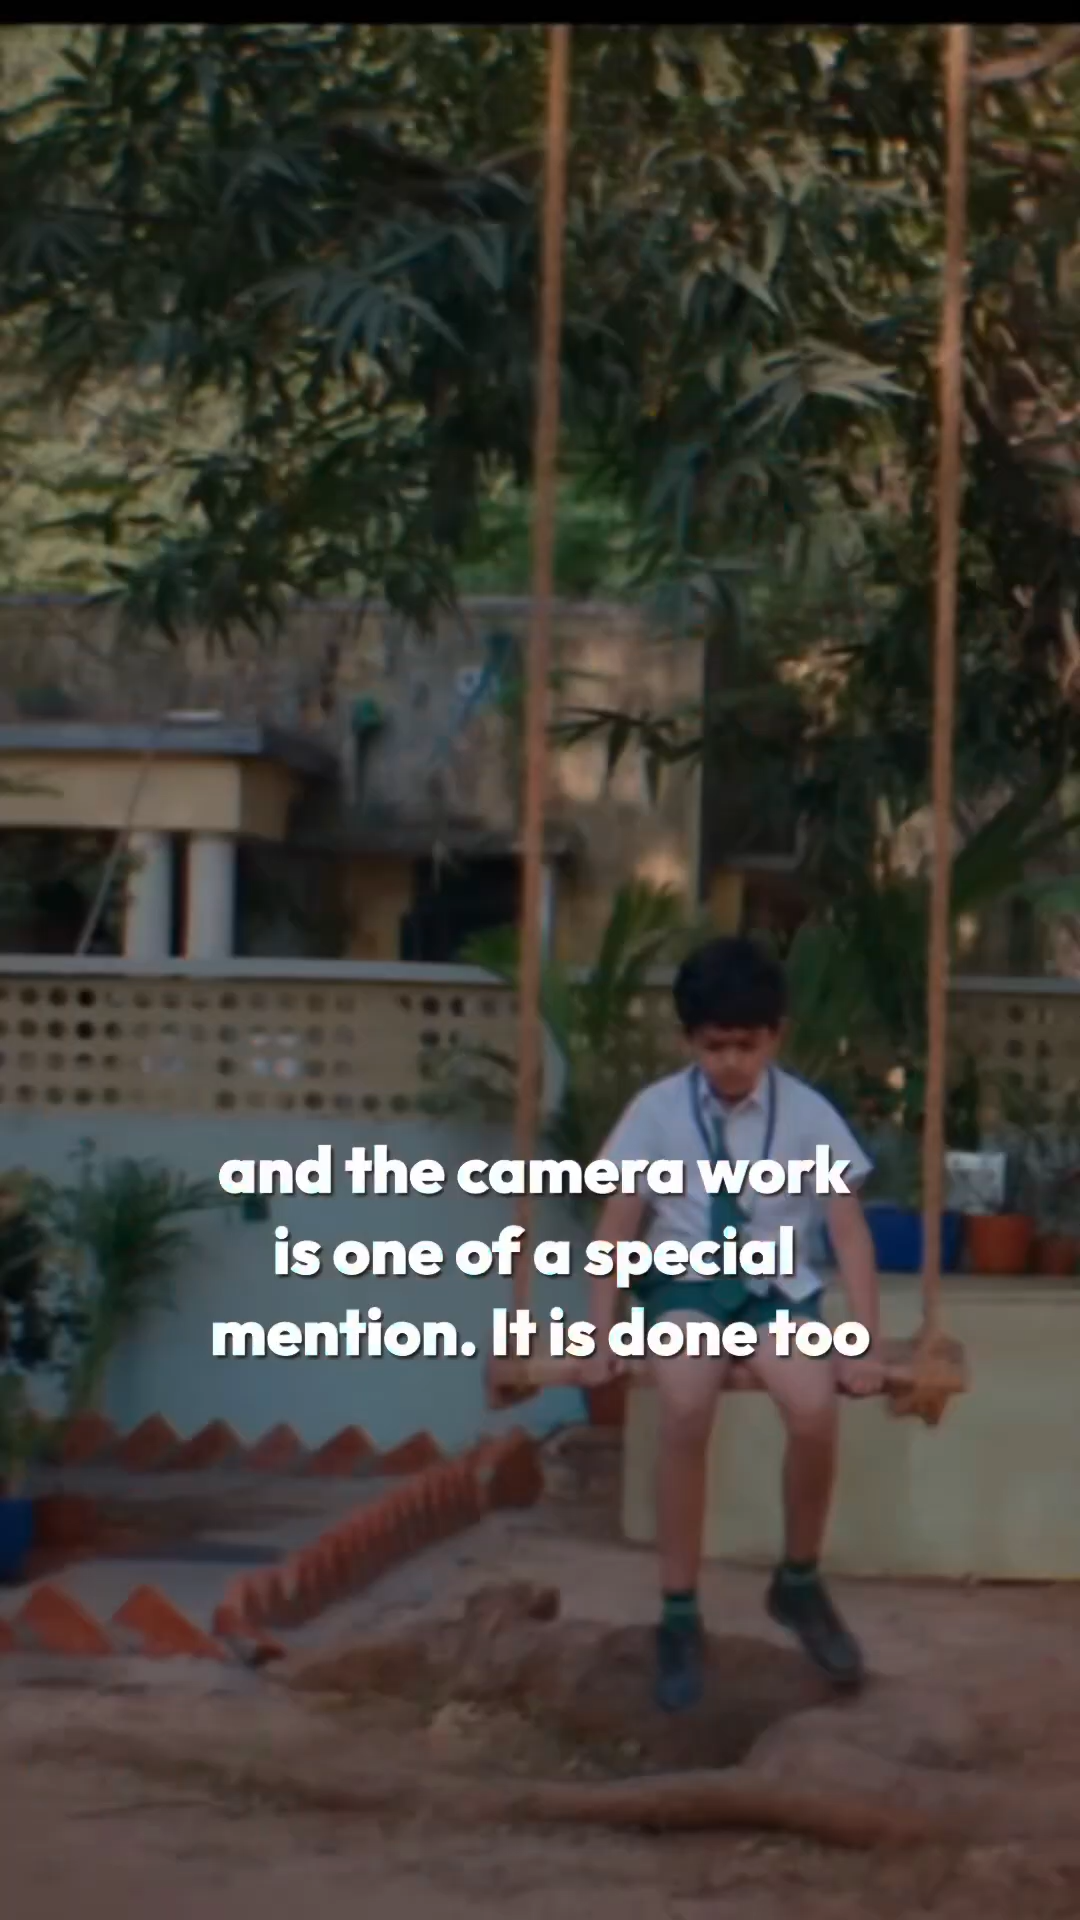 and the camera work
is one of a special
mention. It is done too